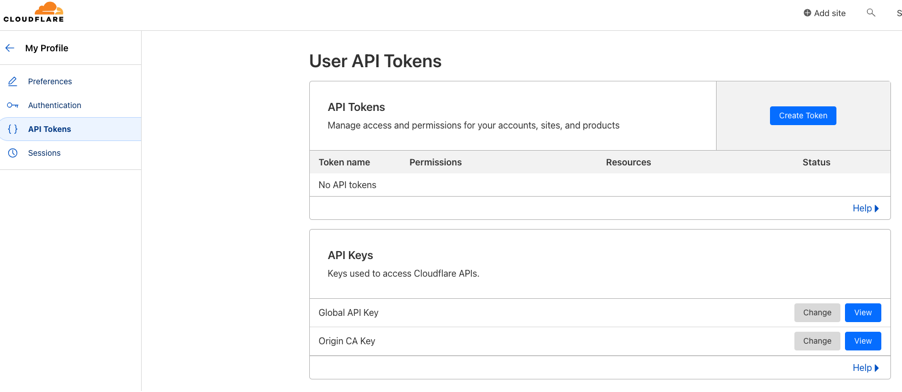 CLOUDFLARE
Add site
My Profile
Preferences
Authentication
API Tokens
Sessions
User API Tokens
API Tokens
Manage access and permissions for your accounts, sites, and products
Create Token
Token name Permissions Resources Status
No API tokens
Help
API Keys
Keys used to access Cloudflare APIs.
Global API Key Change View
Origin CA Key Change View
Help